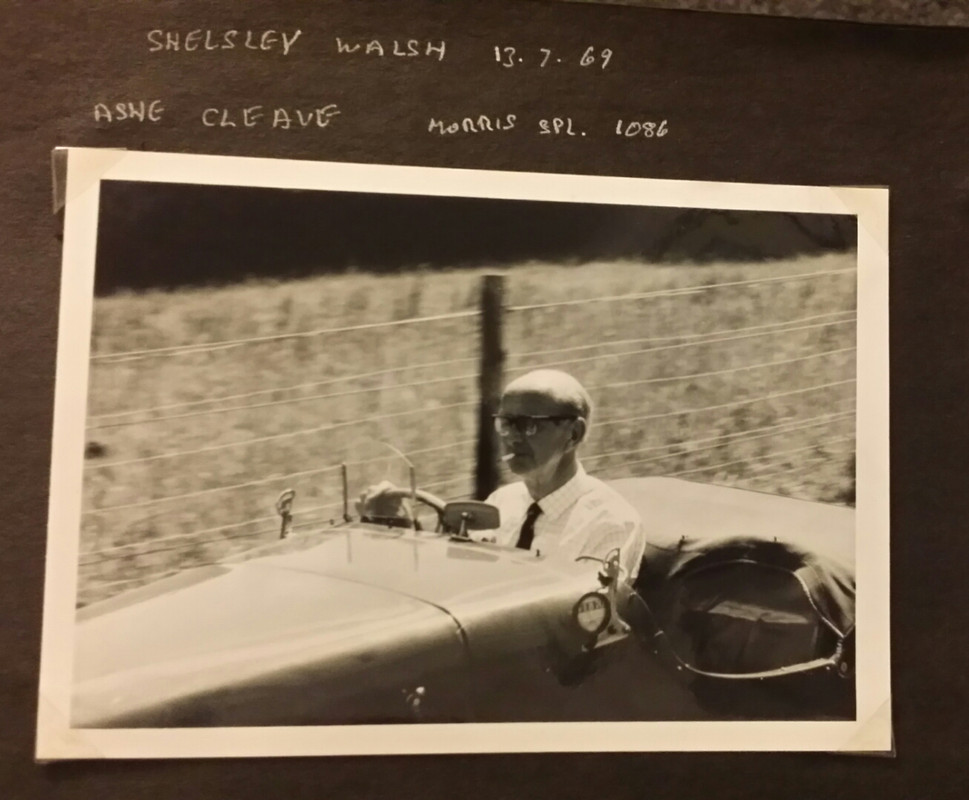 SHELSLEY WALSH 13.7.69
ASHE CLEAVE MORRIS SPL. 1086